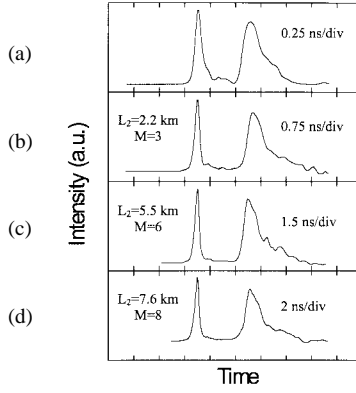 (a)
0.25 ns/div
(b)
L2=2.2 km
M=3
0.75 ns/div
(c)
L2=5.5 km
M=6
1.5 ns/div
(d)
L2=7.6 km
M=8
2 ns/div
Intensity (a.u.)
Time